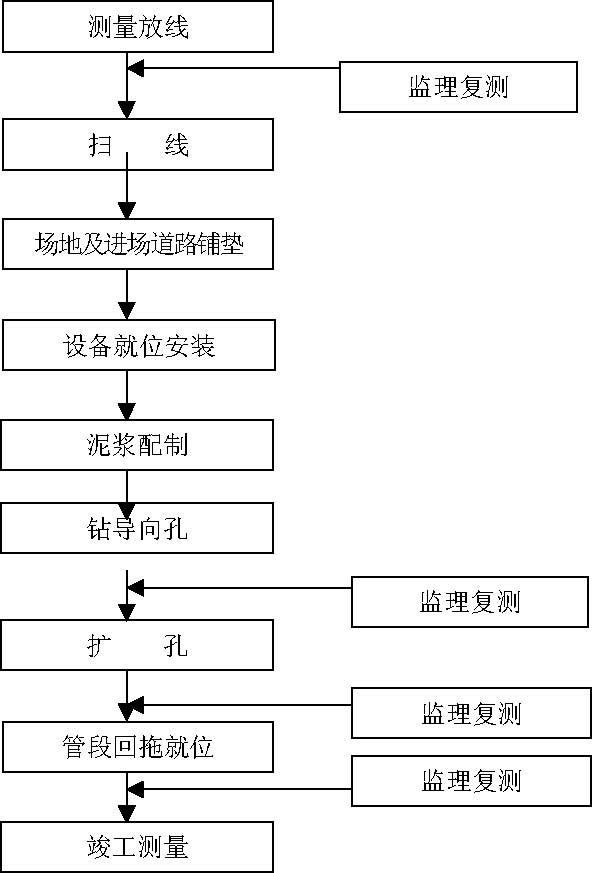 测量放线
监理复测
扫 线
场地及进场道路铺垫
设备就位安装
泥浆配制
钻导向孔
监理复测
扩 孔
监理复测
管段回拖就位
监理复测
竣工测量